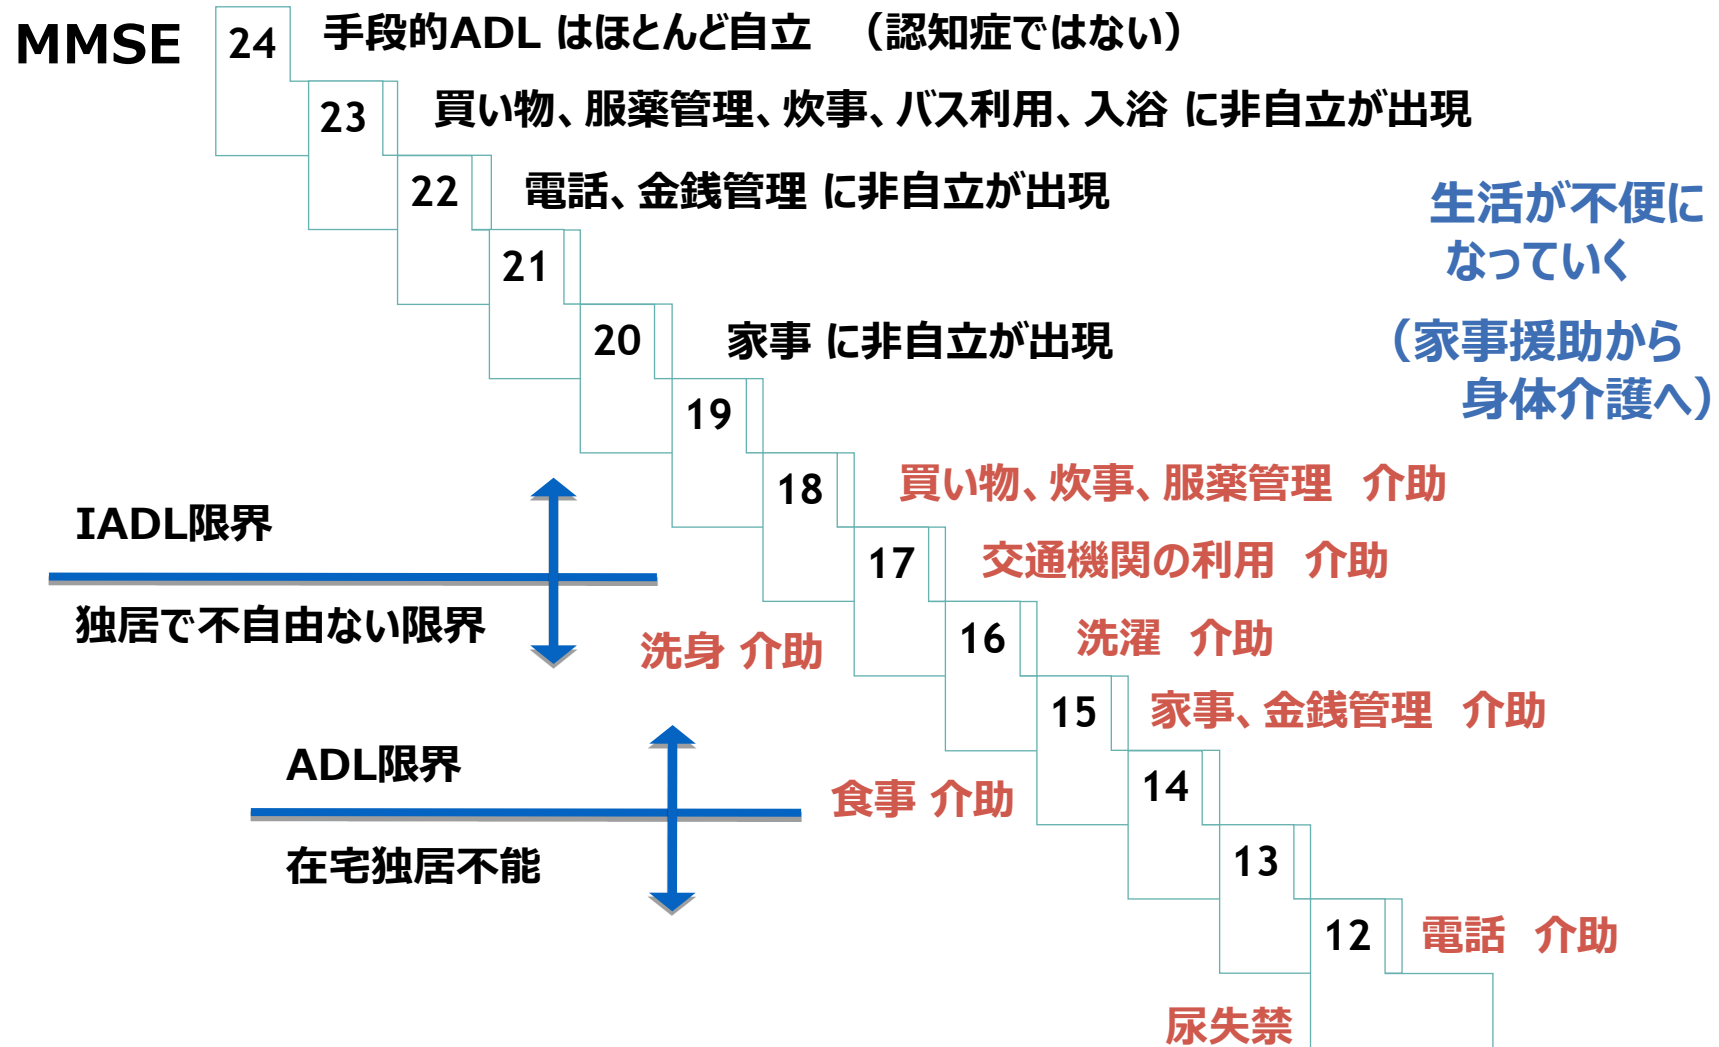 MMSE
24 手段的ADL はほとんど自立 （認知症ではない）
23 買い物、服薬管理、炊事、バス利用、入浴 に非自立が出現
22 電話、金銭管理 に非自立が出現
生活が不便に
なっていく
21
20 家事 に非自立が出現
（家事援助から
身体介護へ）
19
18 買い物、炊事、服薬管理 介助
IADL限界
17 交通機関の利用 介助
独居で不自由ない限界
洗身 介助
16 洗濯 介助
15 家事、金銭管理 介助
ADL限界
食事 介助
14
在宅独居不能
13
12 電話 介助
尿失禁